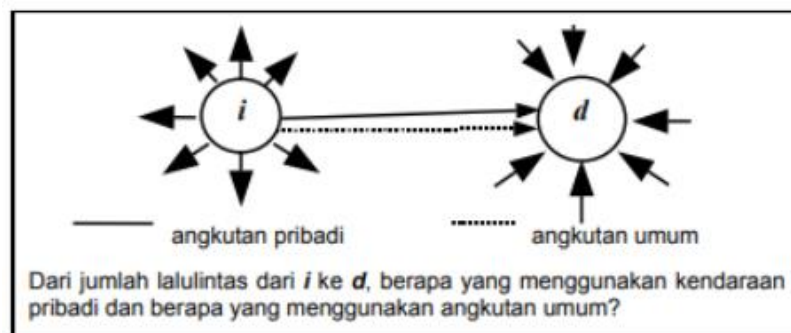 i
d
angkutan pribadi
angkutan umum
Dari jumlah lalulintas dari i ke d, berapa yang menggunakan kendaraan
pribadi dan berapa yang menggunakan angkutan umum?